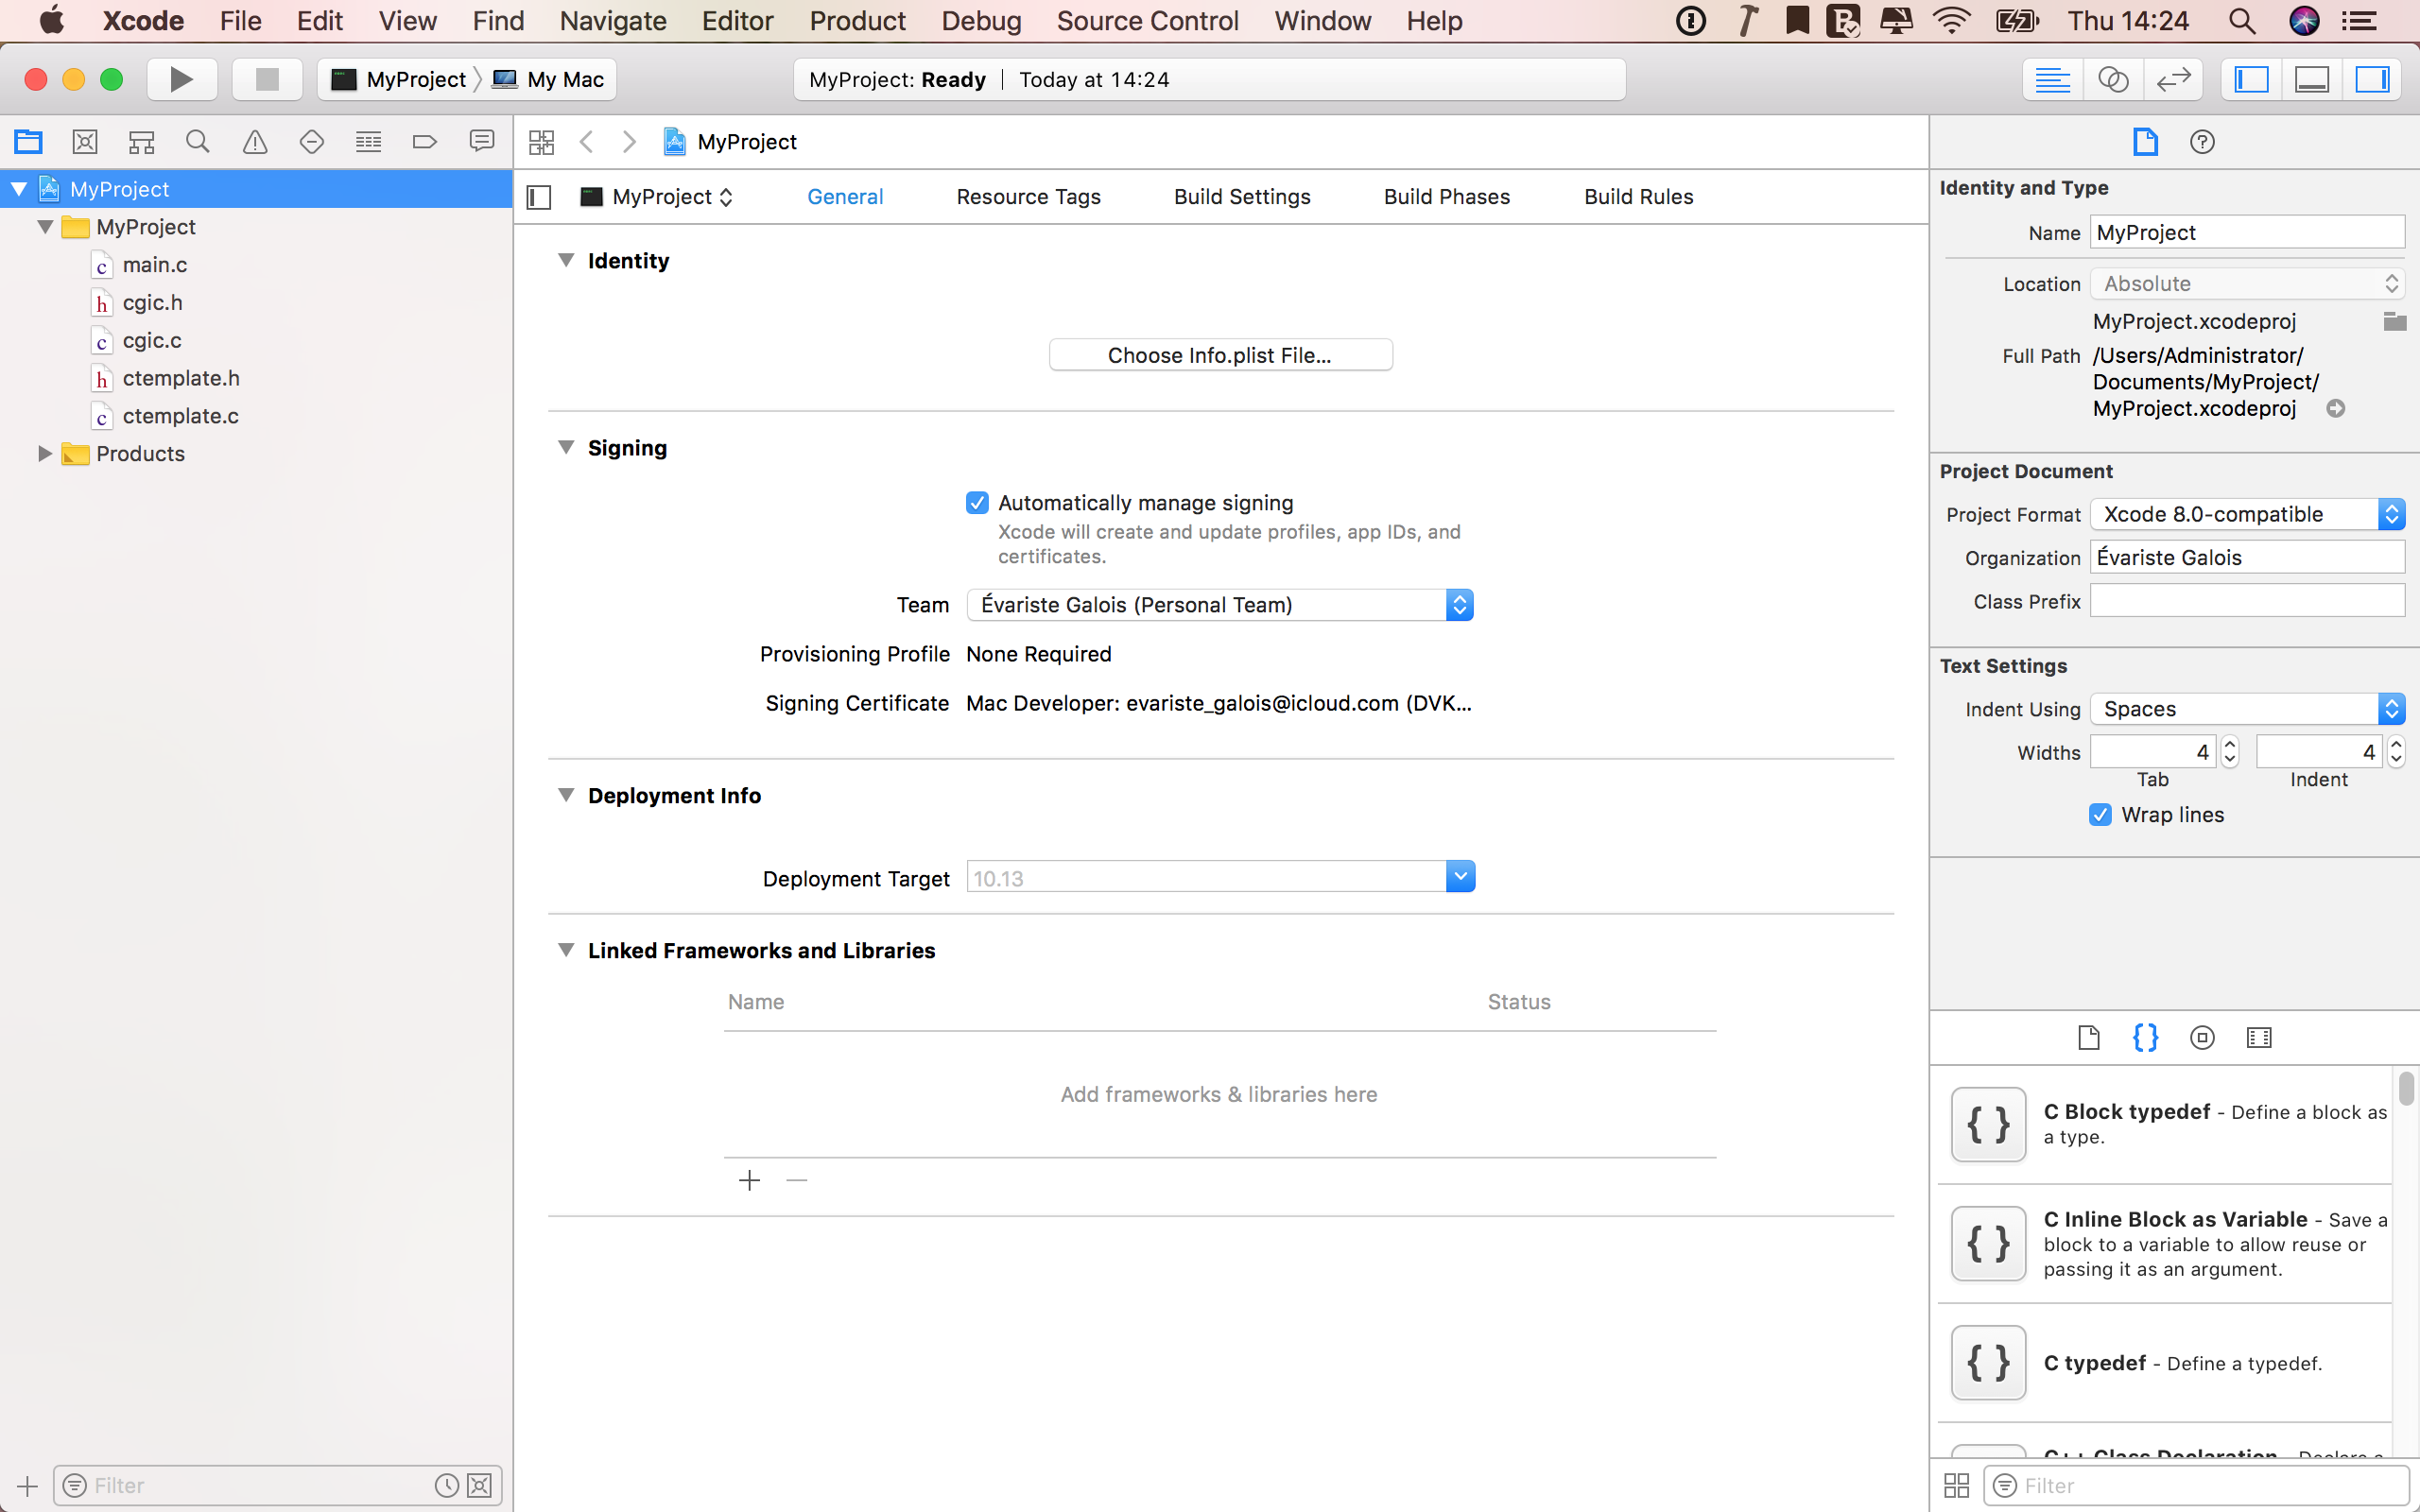 Xcode File Edit View Find Navigate Editor Product Debug Source Control Window Help Thu 14:24
MyProject My Mac
MyProject: Ready Today at 14:24
MyProject
MyProject
main.c
cgic.h
cgic.c
ctemplate.h
ctemplate.c
Products
Filter
MyProject
MyProject General Resource Tags Build Settings Build Phases Build Rules
Identity
Choose Info.plist File...
Signing
Automatically manage signing
Xcode will create and update profiles, app IDs, and
certificates.
Team Évariste Galois (Personal Team)
Provisioning Profile None Required
Signing Certificate Mac Developer: evariste_galois@icloud.com (DVK...
Deployment Info
Deployment Target 10.13
Linked Frameworks and Libraries
Name Status
Add frameworks & libraries here
Identity and Type
Name MyProject
Location Absolute
MyProject.xcodeproj
Full Path /Users/Administrator/
Documents/MyProject/
MyProject.xcodeproj
Project Document
Project Format Xcode 8.0-compatible
Organization Évariste Galois
Class Prefix
Text Settings
Indent Using Spaces
Widths 4 4
Tab Indent
Wrap lines
{ }
{ } C Block typedef - Define a block as
a type.
{ } C Inline Block as Variable - Save a
block to a variable to allow reuse or
passing it as an argument.
{ } C typedef - Define a typedef.
C++ Class Declaration - Declare a
Filter